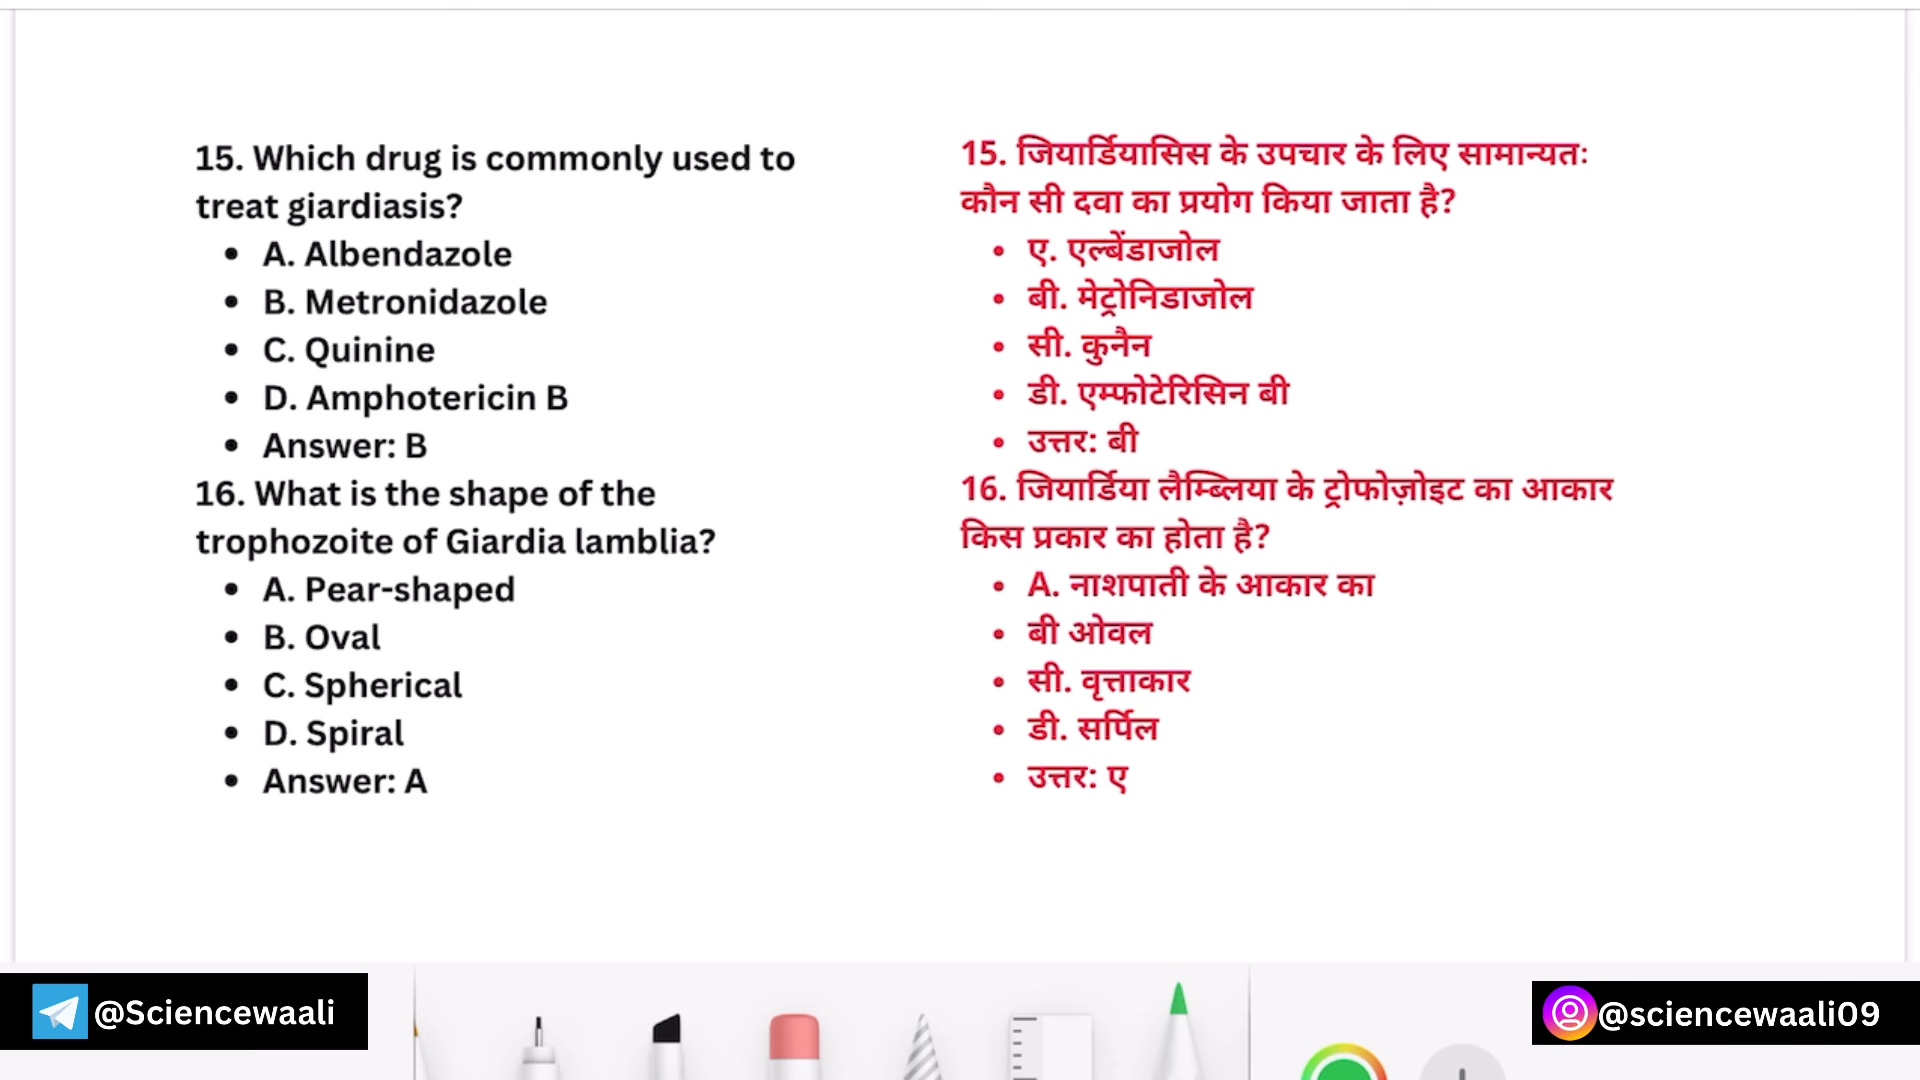 15. Which drug is commonly used to
treat giardiasis?
• A. Albendazole
• B. Metronidazole
• C. Quinine
• D. Amphotericin B
• Answer: B
16. What is the shape of the
trophozoite of Giardia lamblia?
• A. Pear-shaped
• B. Oval
• C. Spherical
• D. Spiral
• Answer: A
15. जियार्डियासिस के उपचार के लिए सामान्यतः
कौन सी दवा का प्रयोग किया जाता है?
• ए. एल्बेंडाजोल
• बी. मेट्रोनिडाजोल
• सी. कुनैन
• डी. एम्फोटेरिसिन बी
• उत्तर: बी
16. जियार्डिया लैम्ब्लिया के ट्रोफोज़ोइट का आकार
किस प्रकार का होता है?
• A. नाशपाती के आकार का
• बी ओवल
• सी. वृत्ताकार
• डी. सर्पिल
• उत्तर: ए
@Sciencewaali
@sciencewaali09